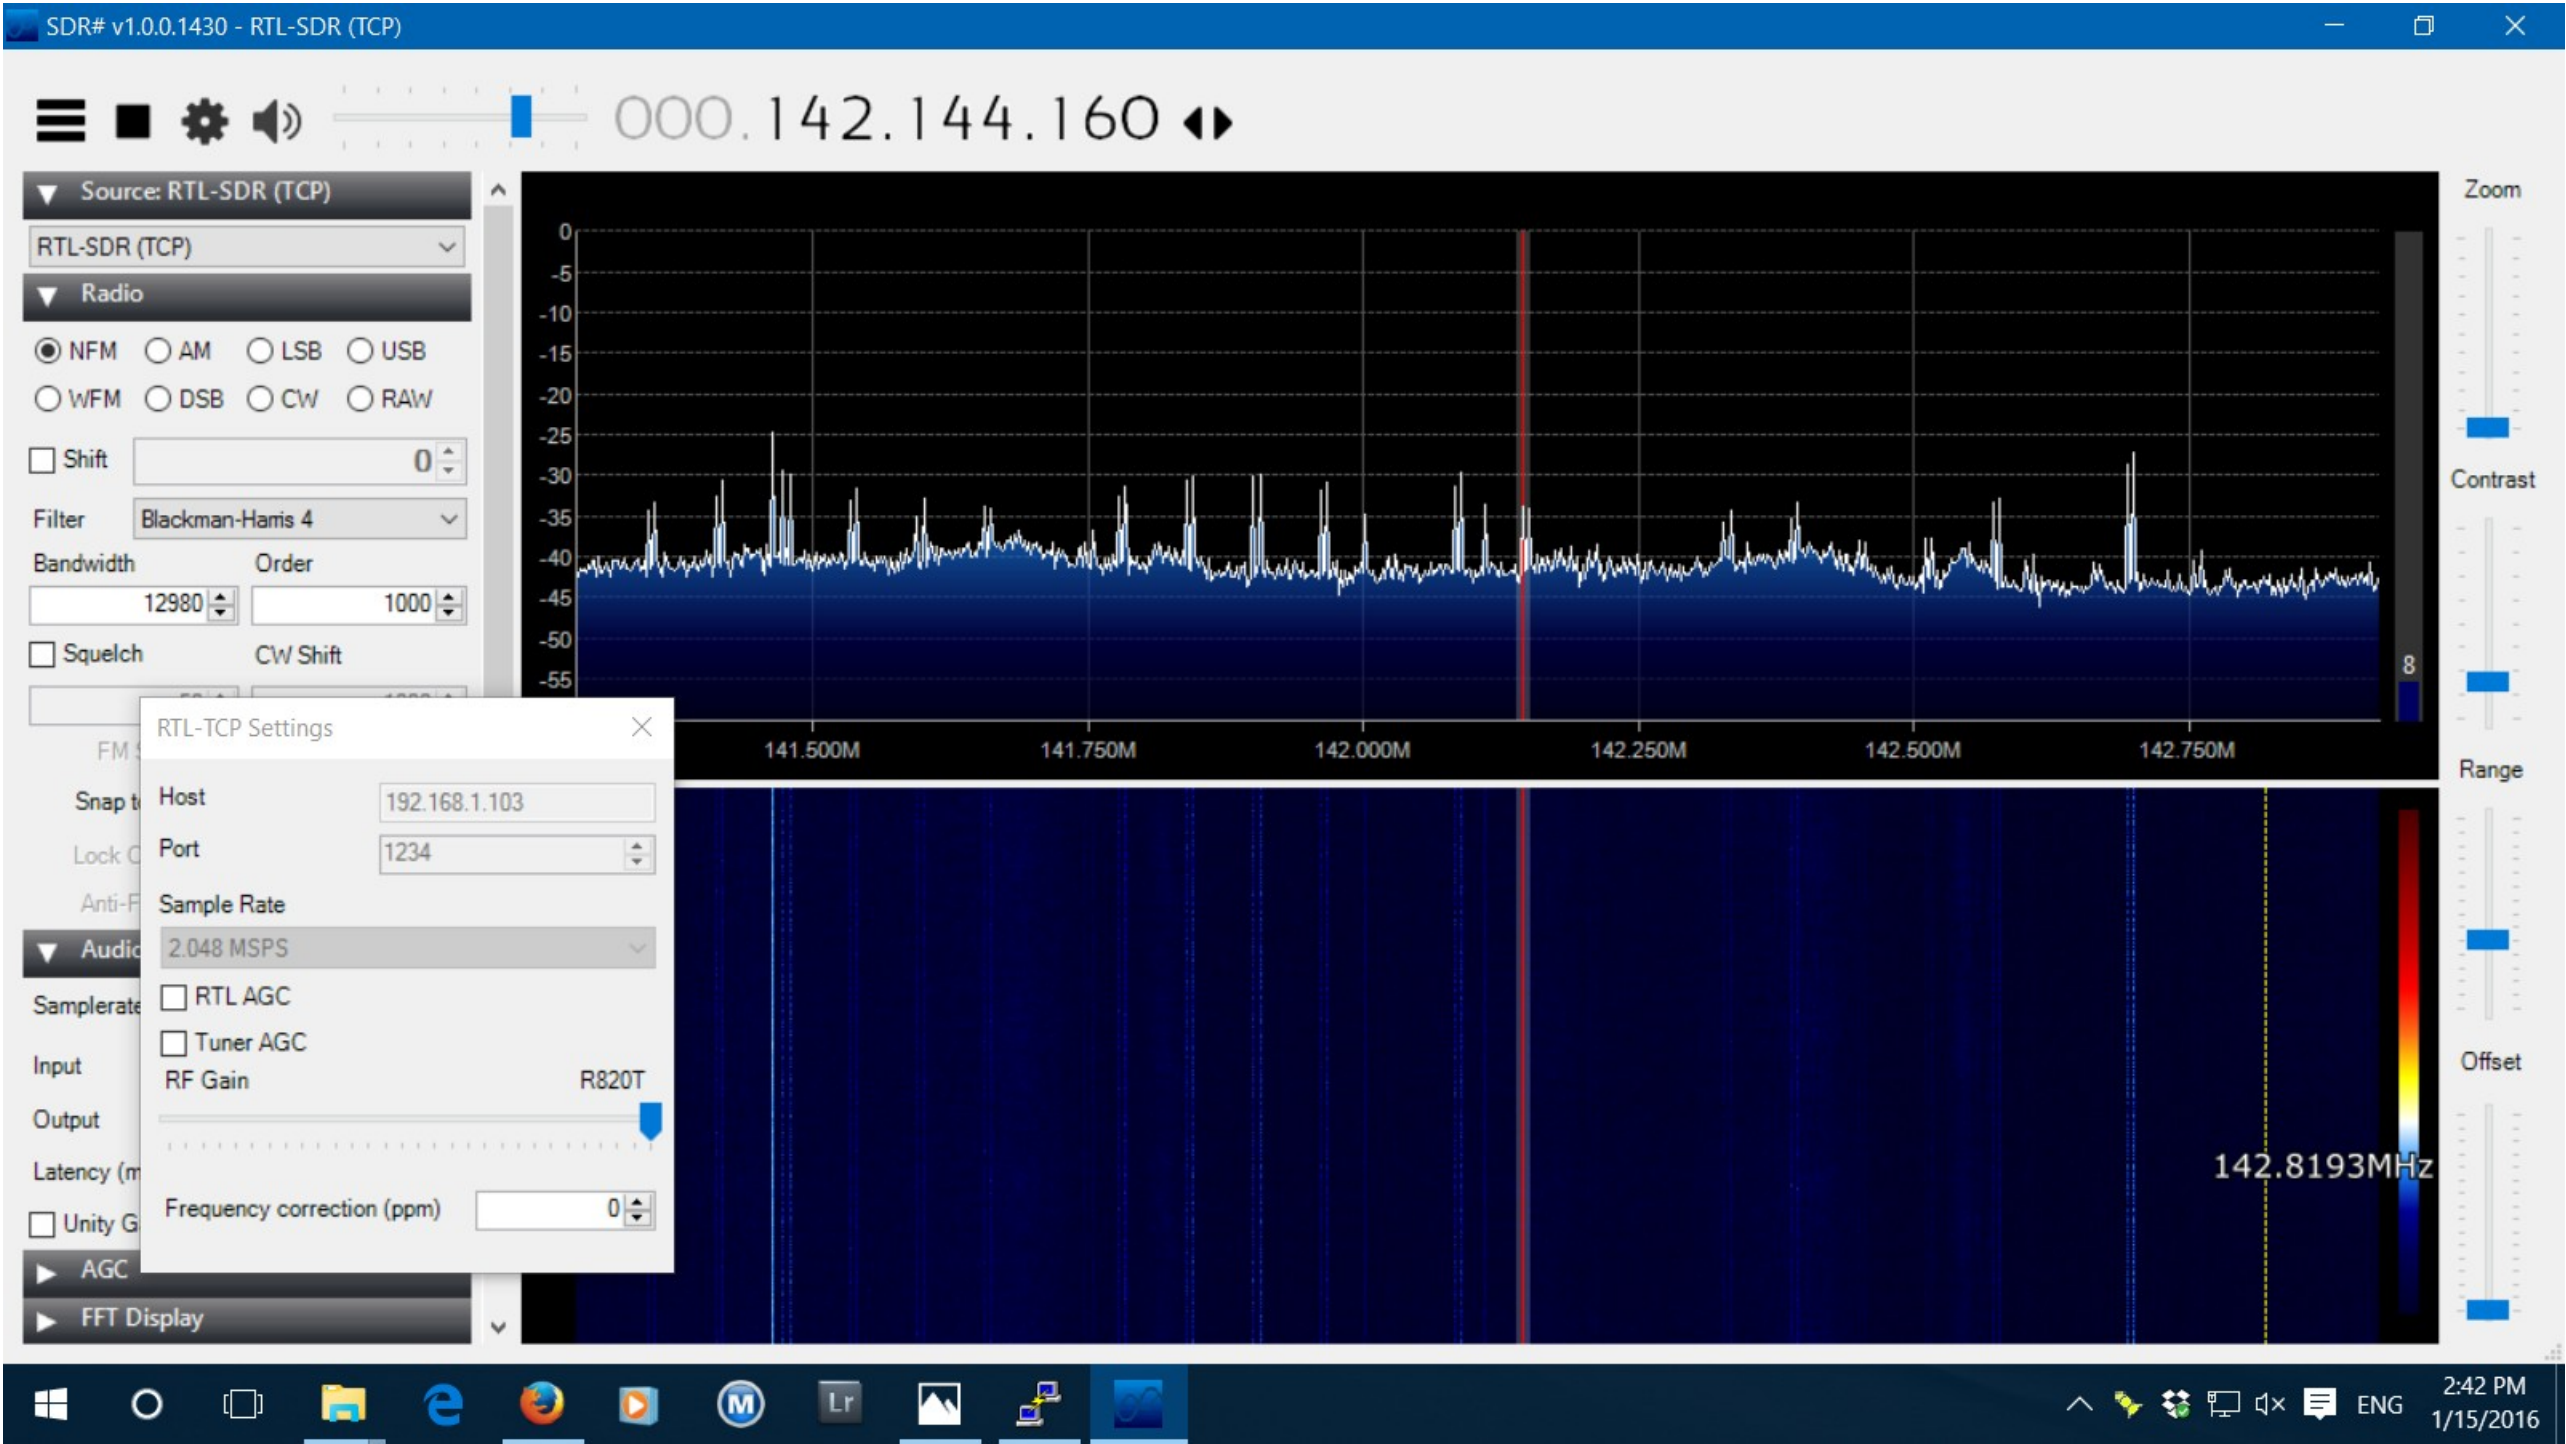 SDR# v1.0.0.1430 - RTL-SDR (TCP)
000.142.144.160
Source: RTL-SDR (TCP)
RTL-SDR (TCP)
Radio
NFM AM LSB USB
WFM DSB CW RAW
Shift 0
Filter Blackman-Harris 4
Bandwidth Order
12980 1000
Squelch CW Shift
FM
Snap
Lock
Anti-F
Audio
Samplerate
Input
Output
Latency (m
Unity G
AGC
FFT Display
RTL-TCP Settings
Host 192.168.1.103
Port 1234
Sample Rate
2.048 MSPS
RTL AGC
Tuner AGC
RF Gain R820T
Frequency correction (ppm) 0
0
-5
-10
-15
-20
-25
-30
-35
-40
-45
-50
-55
8
141.500M 141.750M 142.000M 142.250M 142.500M 142.750M
142.8193MHz
Zoom
Contrast
Range
Offset
M
Lr
ENG
2:42 PM
1/15/2016